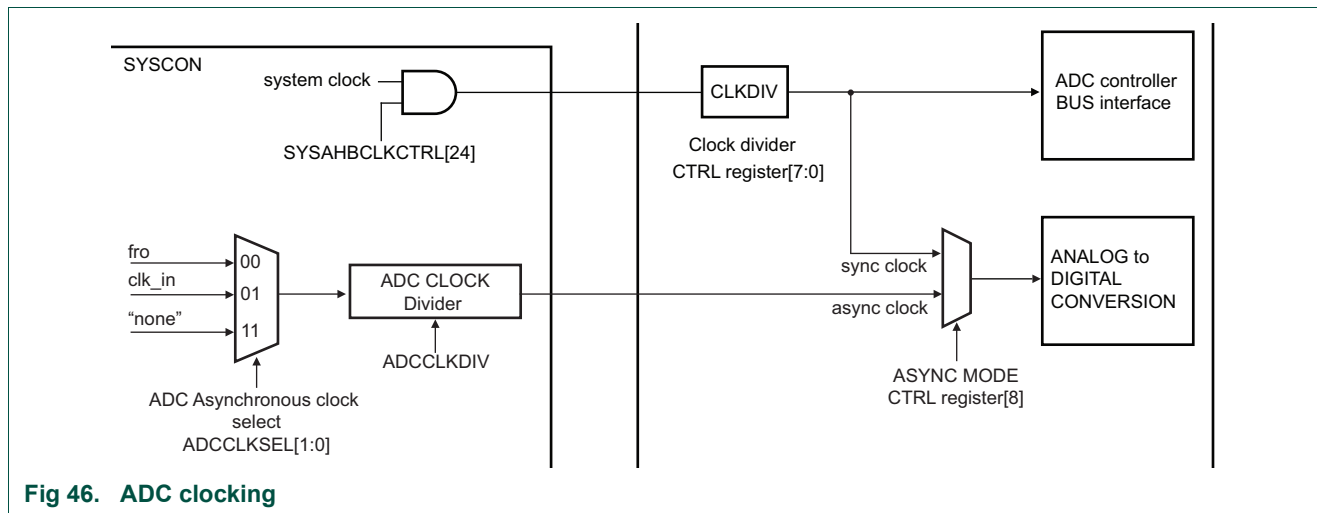 SYSCON
system clock
SYSAHBCLKCTRL[24]
CLKDIV
Clock divider
CTRL register[7:0]
ADC controller
BUS interface
fro
00
clk_in
01
“none”
11
ADC CLOCK
Divider
ADCCLKDIV
ADC Asynchronous clock
select
ADCCLKSEL[1:0]
sync clock
async clock
ASYNC MODE
CTRL register[8]
ANALOG to
DIGITAL
CONVERSION
Fig 46. ADC clocking